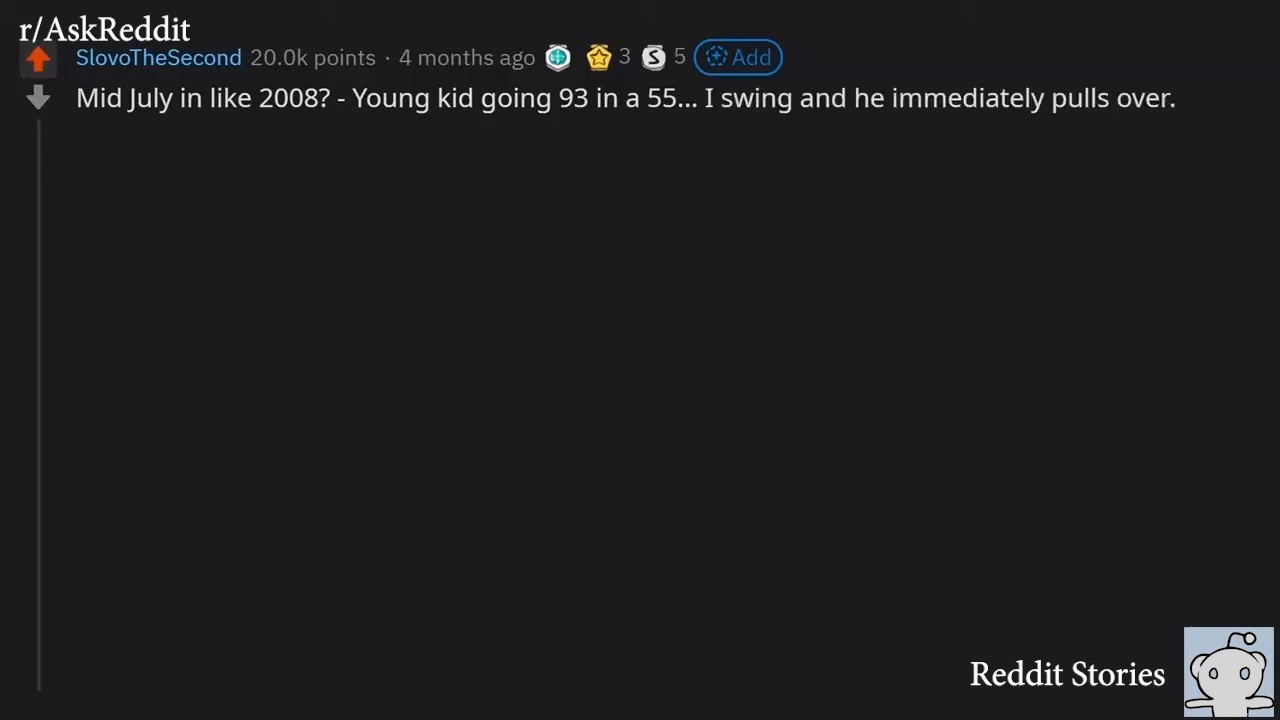 r/AskReddit
SlovoTheSecond 20.0k points · 4 months ago 3 S 5 Add
Mid July in like 2008? - Young kid going 93 in a 55... I swing and he immediately pulls over.
Reddit Stories